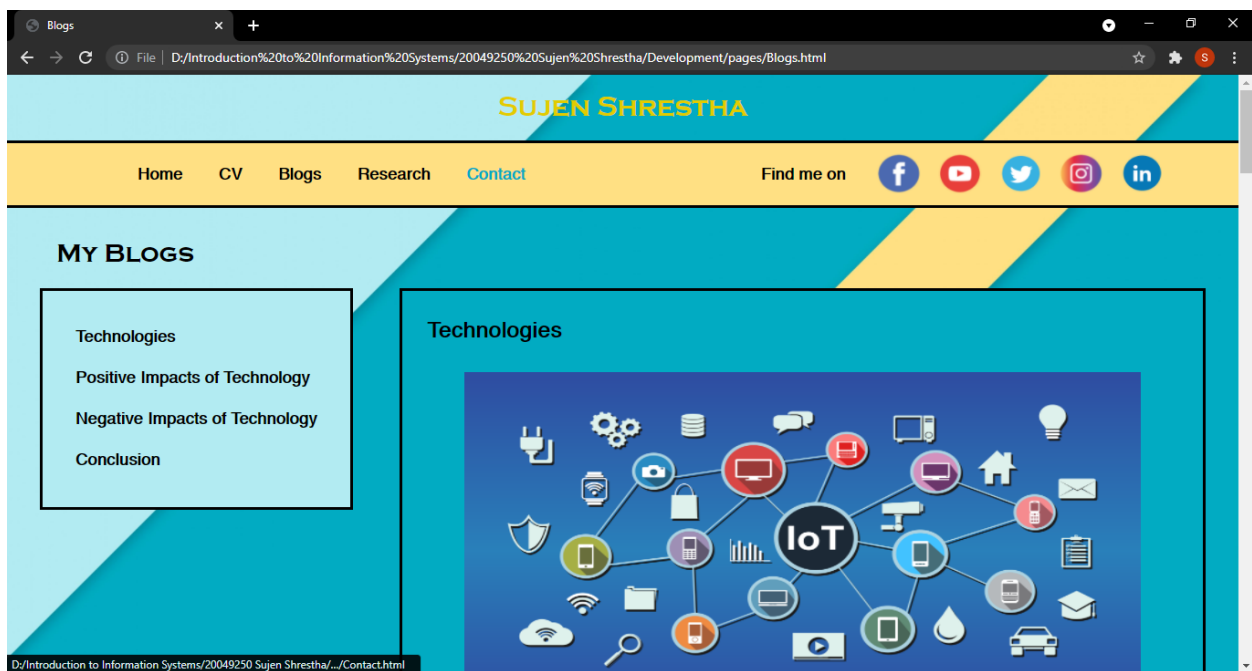 Blogs
File | D:/Introduction%20to%20Information%20Systems/20049250%20Sujen%20Shrestha/Development/pages/Blogs.html
S
Sujen Shrestha
Home CV Blogs Research Contact Find me on
My Blogs
Technologies
Positive Impacts of Technology
Negative Impacts of Technology
Conclusion
Technologies
IoT
D:/Introduction to Information Systems/20049250 Sujen Shrestha/.../Contact.html